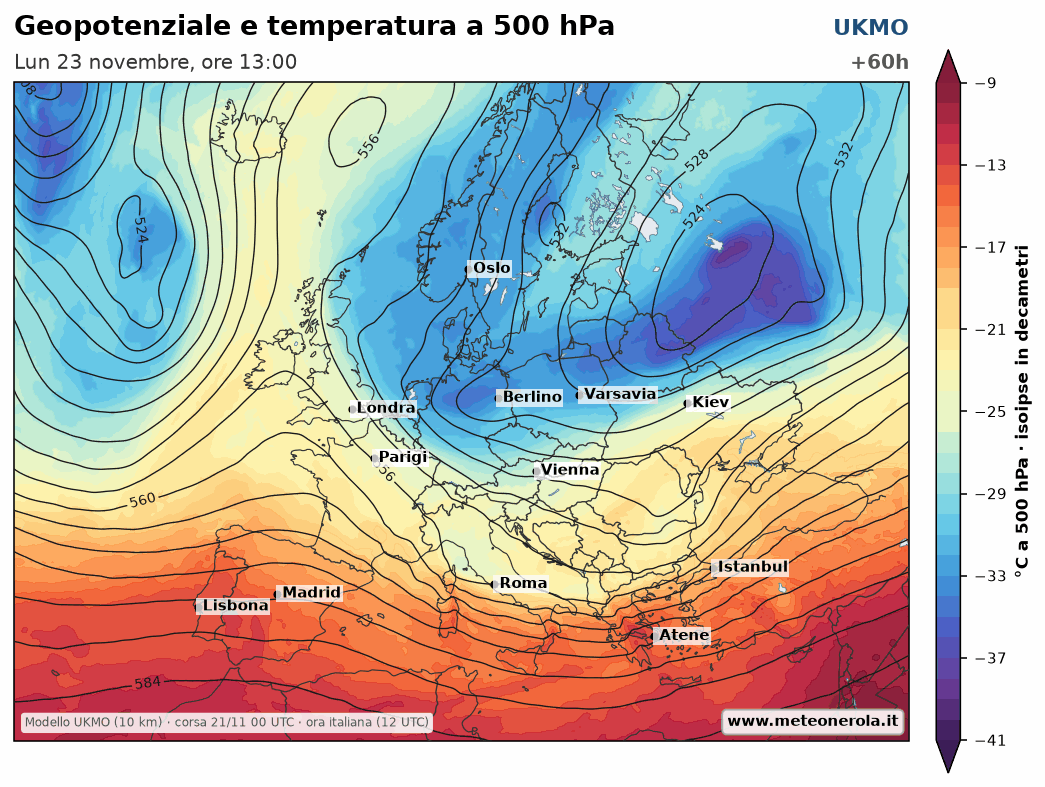 Geopotenziale e temperatura a 500 hPa
UKMO
Lun 23 novembre, ore 13:00
+60h
556
528
532
524
524
532
Oslo
Londra
Berlino
Varsavia
Kiev
Parigi
Vienna
560
Roma
Istanbul
Madrid
Lisbona
Atene
584
Modello UKMO (10 km) · corsa 21/11 00 UTC · ora italiana (12 UTC)
www.meteonerola.it
−9
−13
−17
−21
−25
−29
−33
−37
−41
°C a 500 hPa · isoipse in decametri